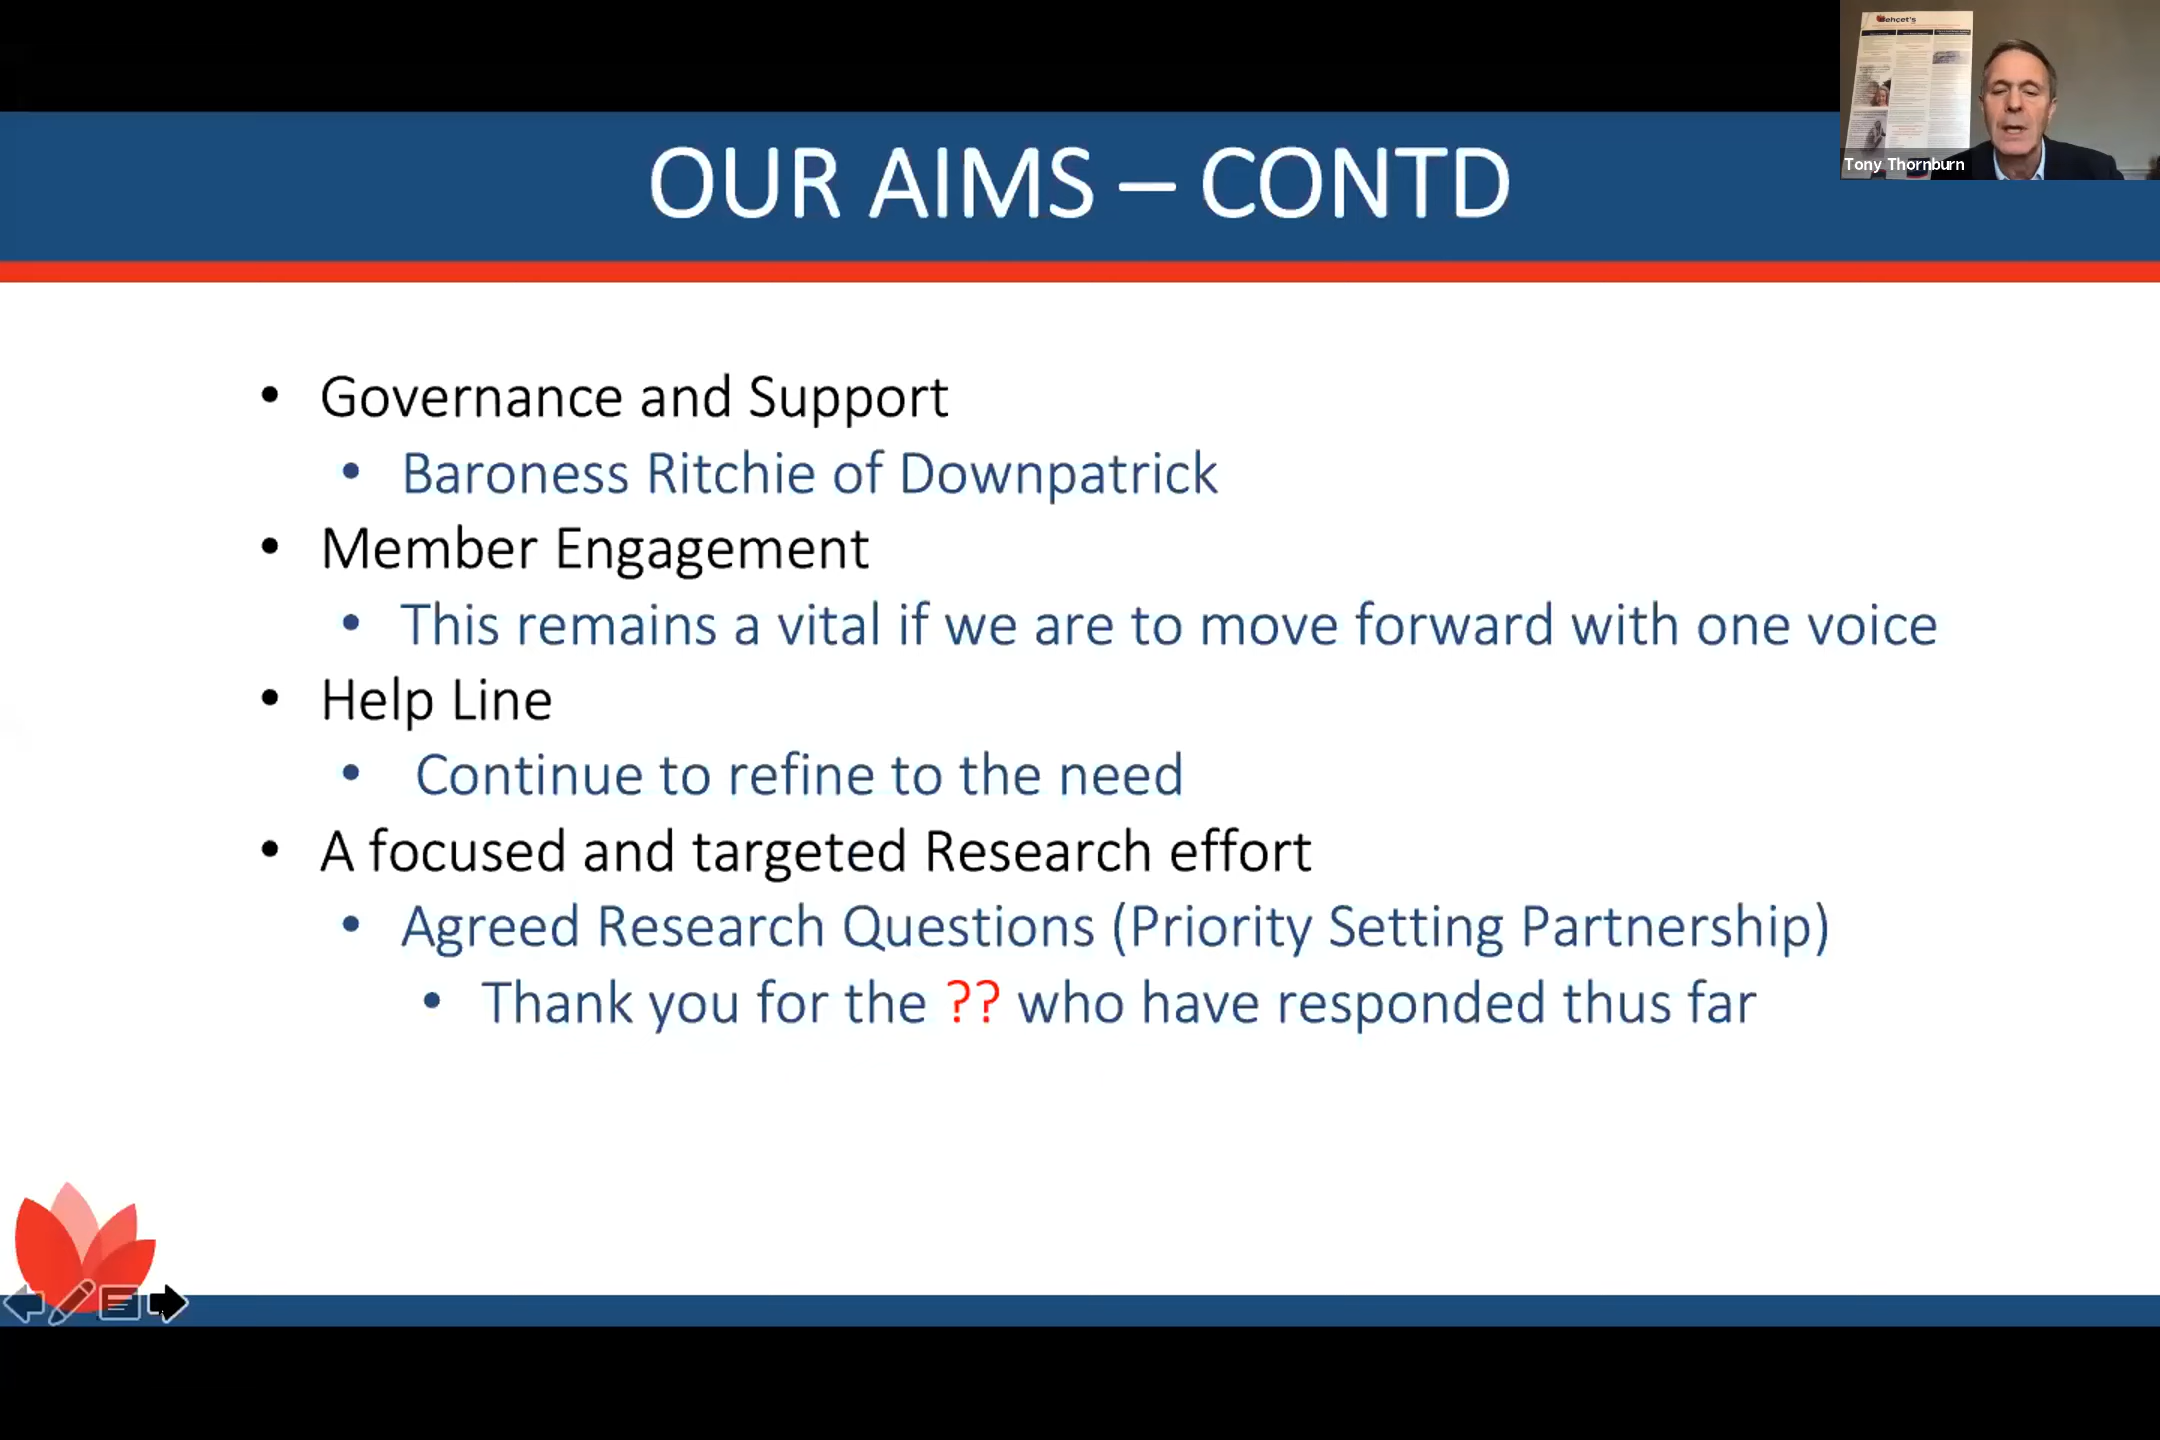 Behçet's
Tony Thornburn
OUR AIMS – CONTD
• Governance and Support
• Baroness Ritchie of Downpatrick
• Member Engagement
• This remains a vital if we are to move forward with one voice
• Help Line
• Continue to refine to the need
• A focused and targeted Research effort
• Agreed Research Questions (Priority Setting Partnership)
• Thank you for the ?? who have responded thus far